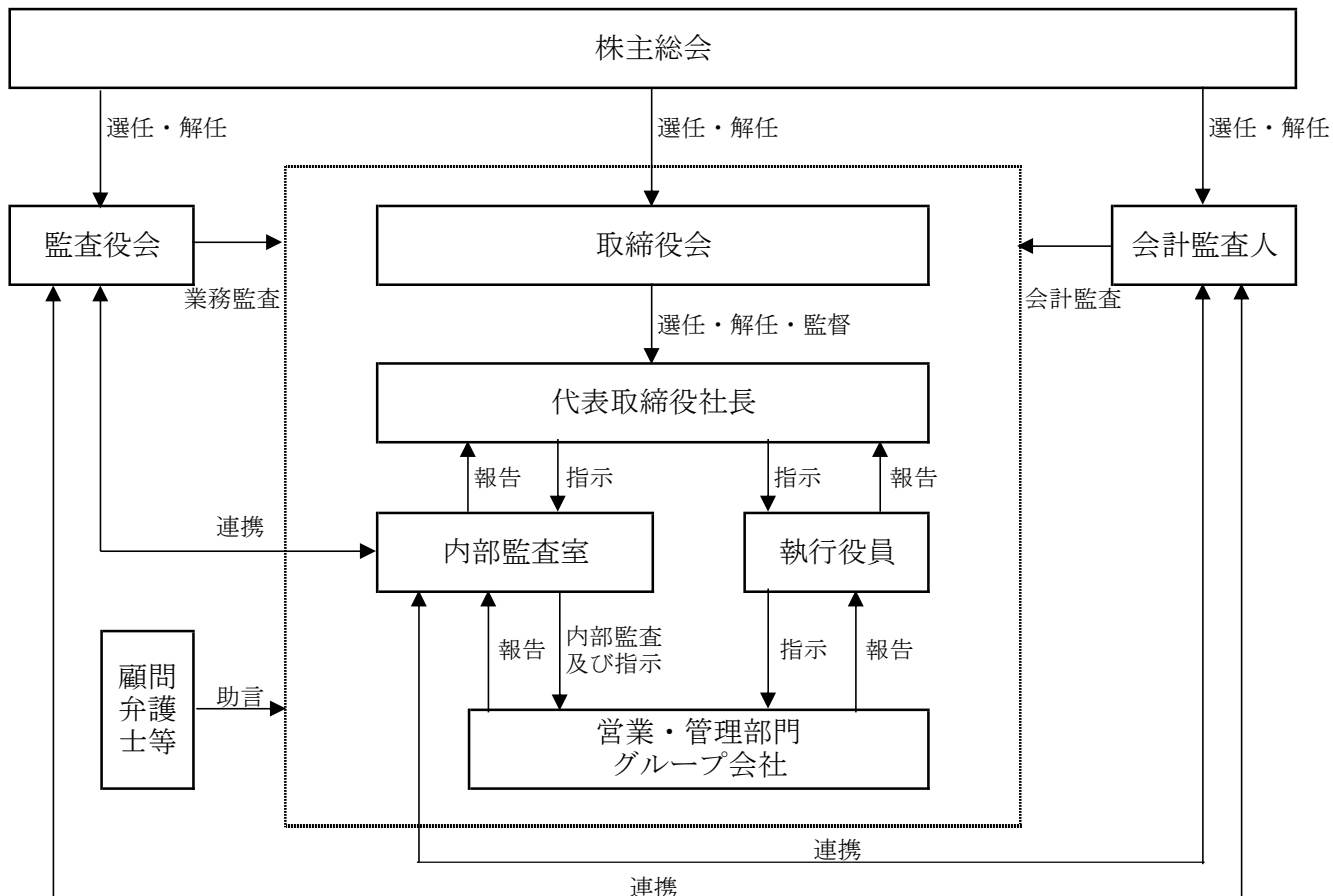 株主総会
選任・解任
選任・解任
選任・解任
監査役会
取締役会
会計監査人
業務監査
会計監査
選任・解任・監督
代表取締役社長
報告
指示
指示
報告
連携
内部監査室
執行役員
報告
内部監査
及び指示
指示
報告
顧問
弁護
士等
助言
営業・管理部門
グループ会社
連携
連携